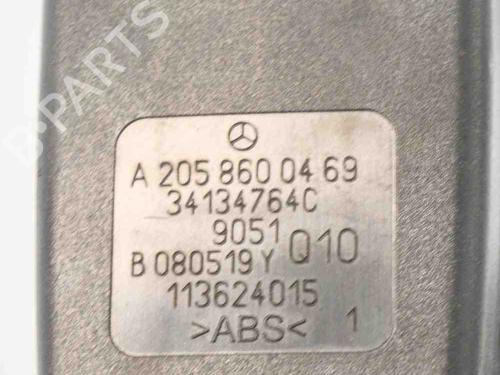 B-PARTS
A 205 860 04 69
34134764C
9051 Q10
B 080519 Y
113624015
>ABS< 1